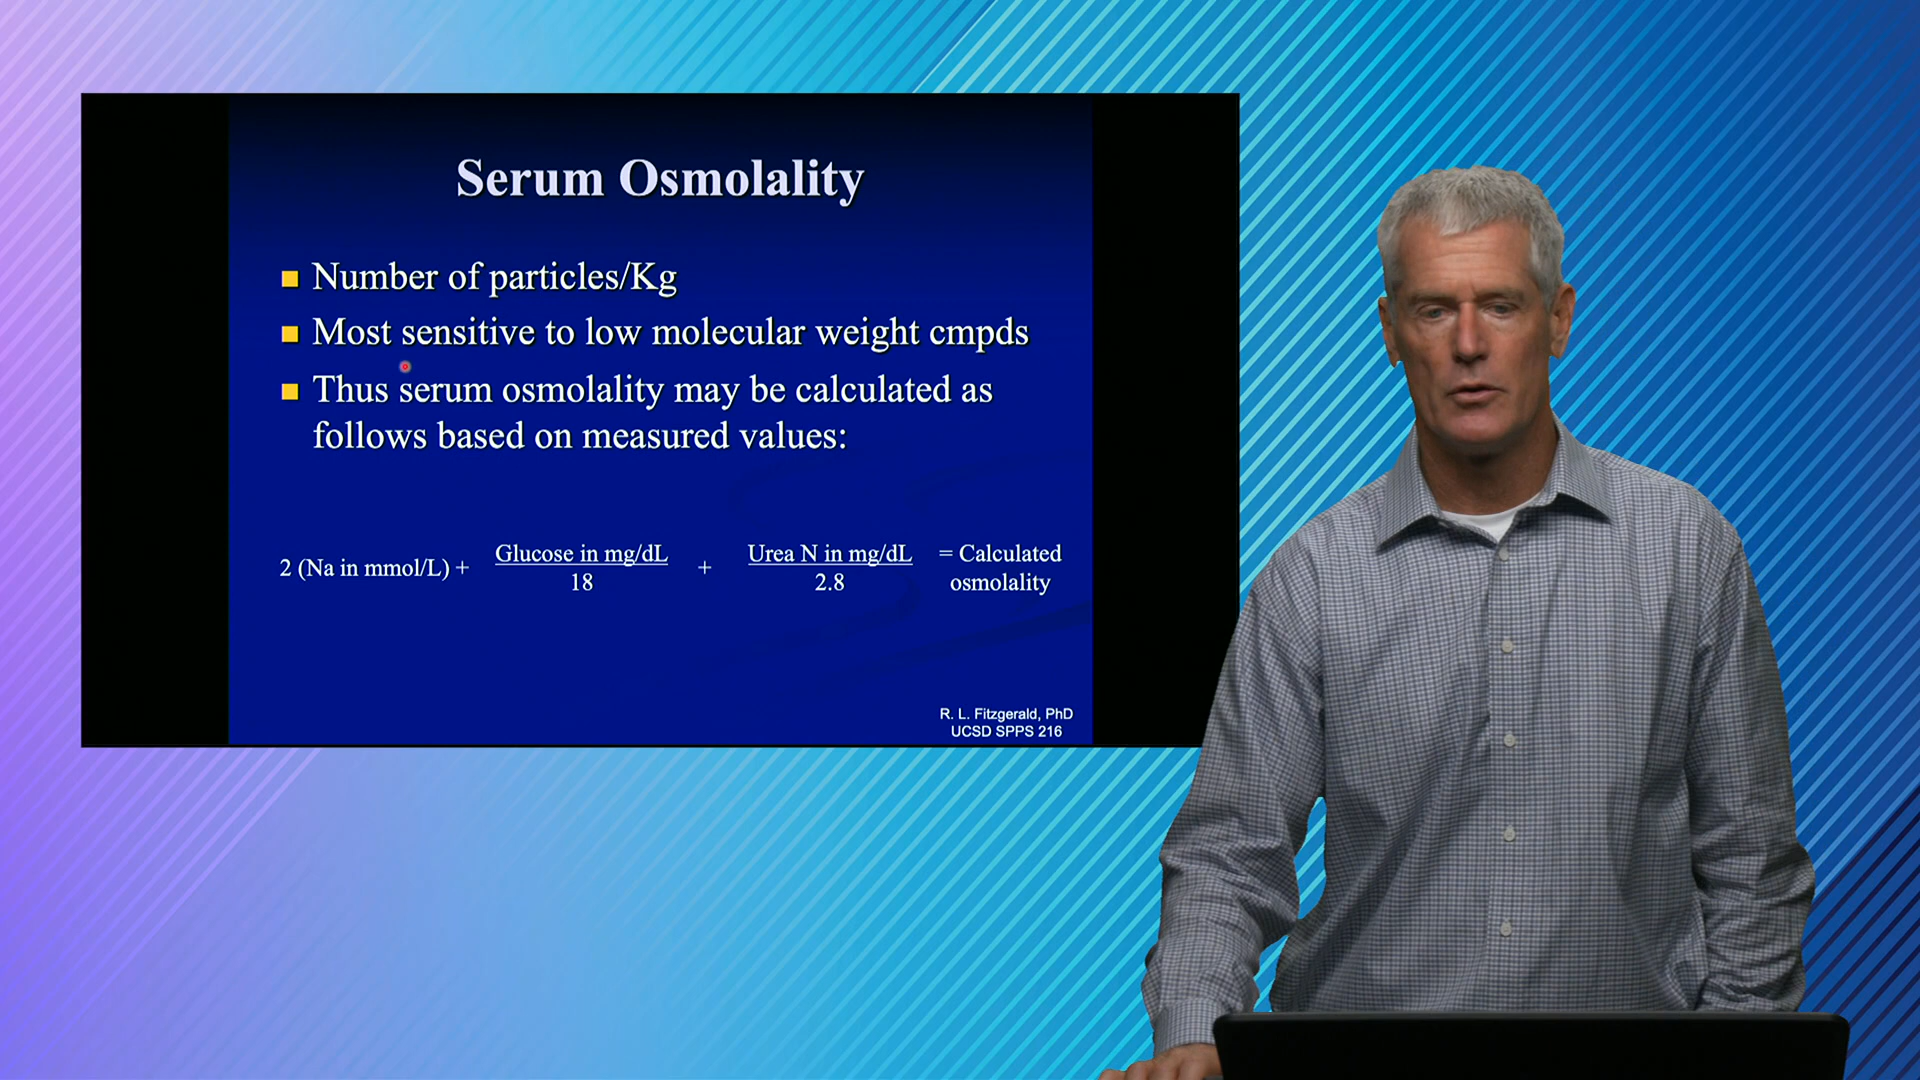 Serum Osmolality
Number of particles/Kg
Most sensitive to low molecular weight cmpds
Thus serum osmolality may be calculated as
follows based on measured values:
2 (Na in mmol/L) + Glucose in mg/dL + Urea N in mg/dL = Calculated
18 2.8 osmolality
R. L. Fitzgerald, PhD
UCSD SPPS 216